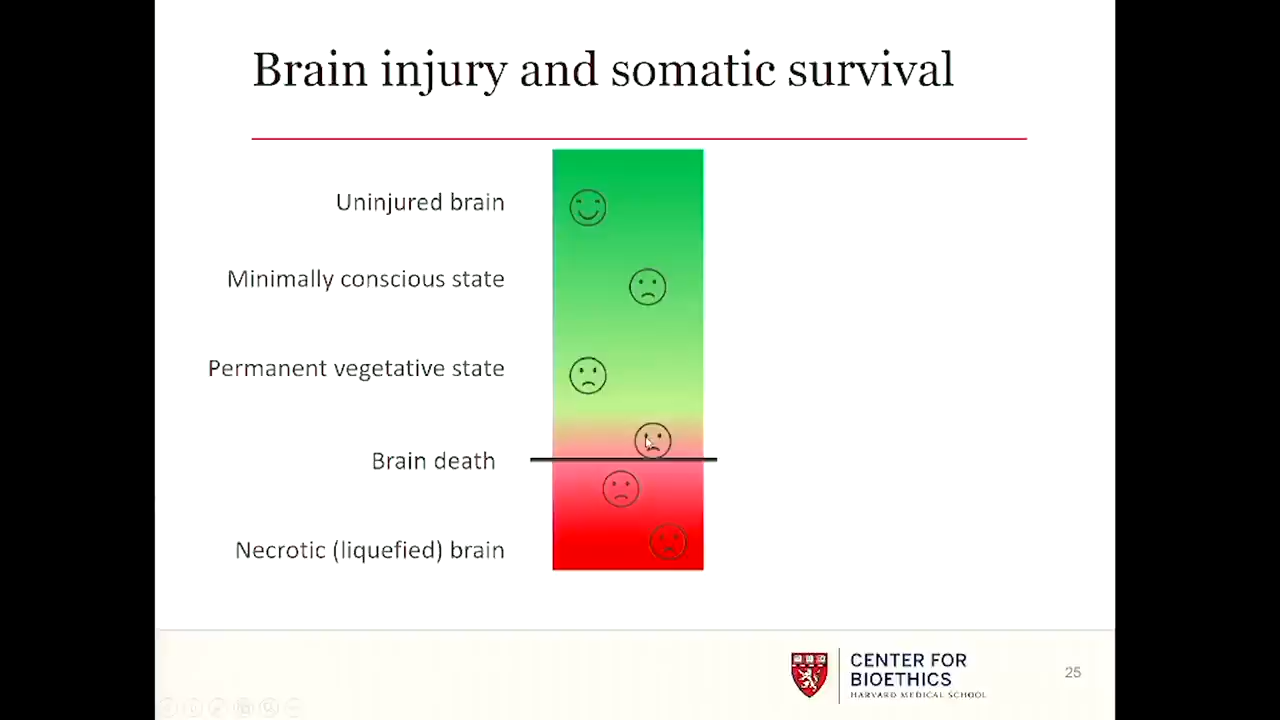 Brain injury and somatic survival
Uninjured brain
Minimally conscious state
Permanent vegetative state
Brain death
Necrotic (liquefied) brain
CENTER FOR
BIOETHICS
HARVARD MEDICAL SCHOOL
25